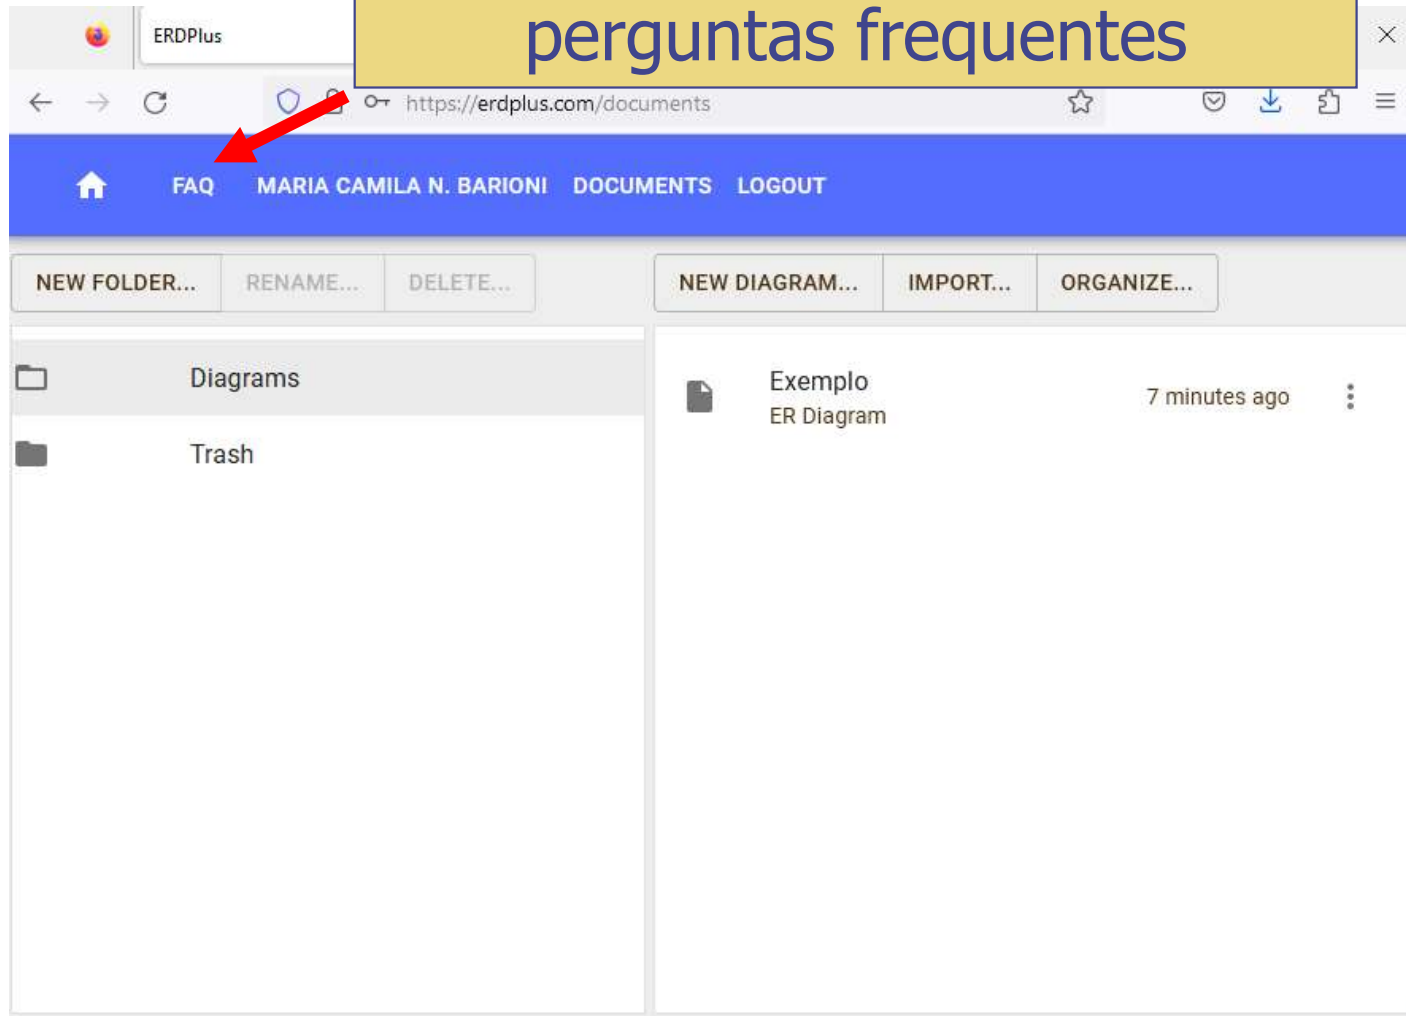 perguntas frequentes
ERDPlus
https://erdplus.com/documents
FAQ MARIA CAMILA N. BARIONI DOCUMENTS LOGOUT
NEW FOLDER... RENAME... DELETE... NEW DIAGRAM... IMPORT... ORGANIZE...
Diagrams
Trash
Exemplo
ER Diagram
7 minutes ago